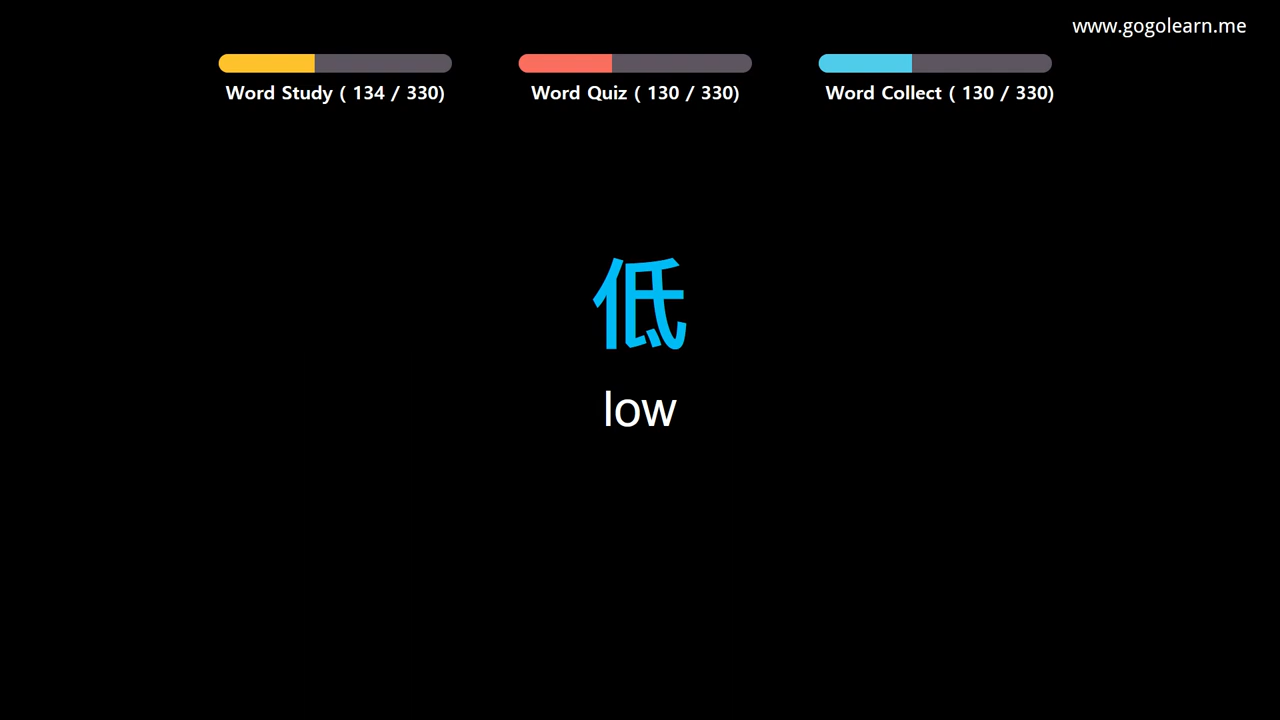 www.gogolearn.me
Word Study ( 134 / 330)
Word Quiz ( 130 / 330)
Word Collect ( 130 / 330)
低
low